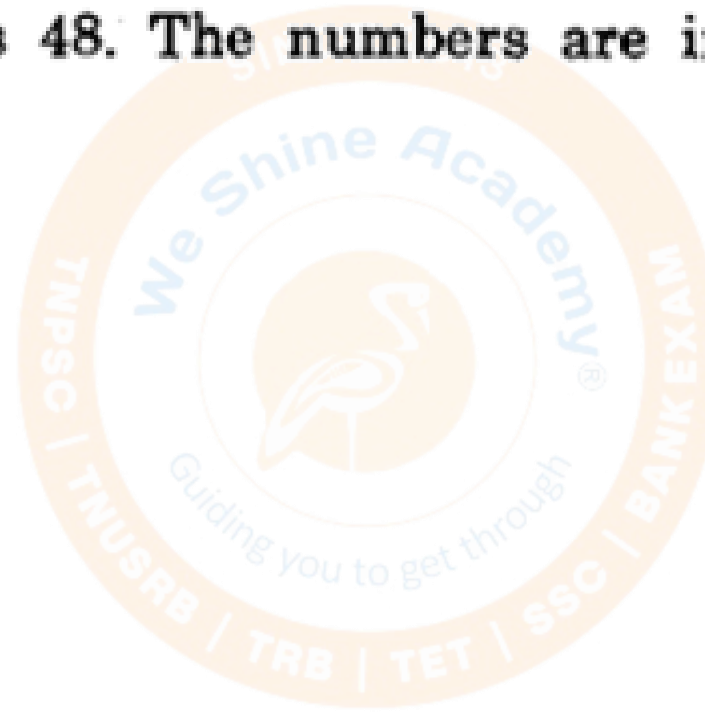 48. The numbers are
We Shine Academy®
Guiding you to get through
TNPSC | TNUSRB | TRB | TET | SSC | BANK EXAM